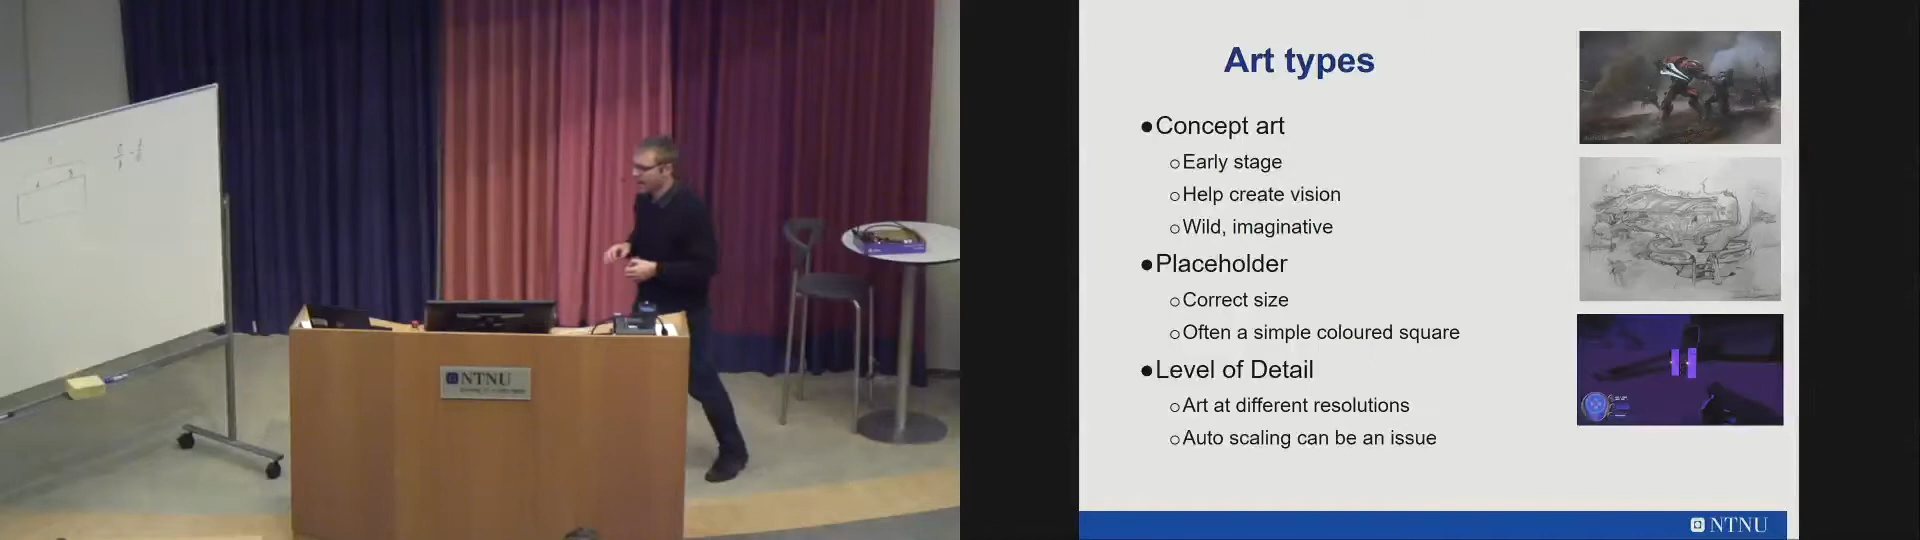 NTNU
Art types
●Concept art
○Early stage
○Help create vision
○Wild, imaginative
●Placeholder
○Correct size
○Often a simple coloured square
●Level of Detail
○Art at different resolutions
○Auto scaling can be an issue
NTNU